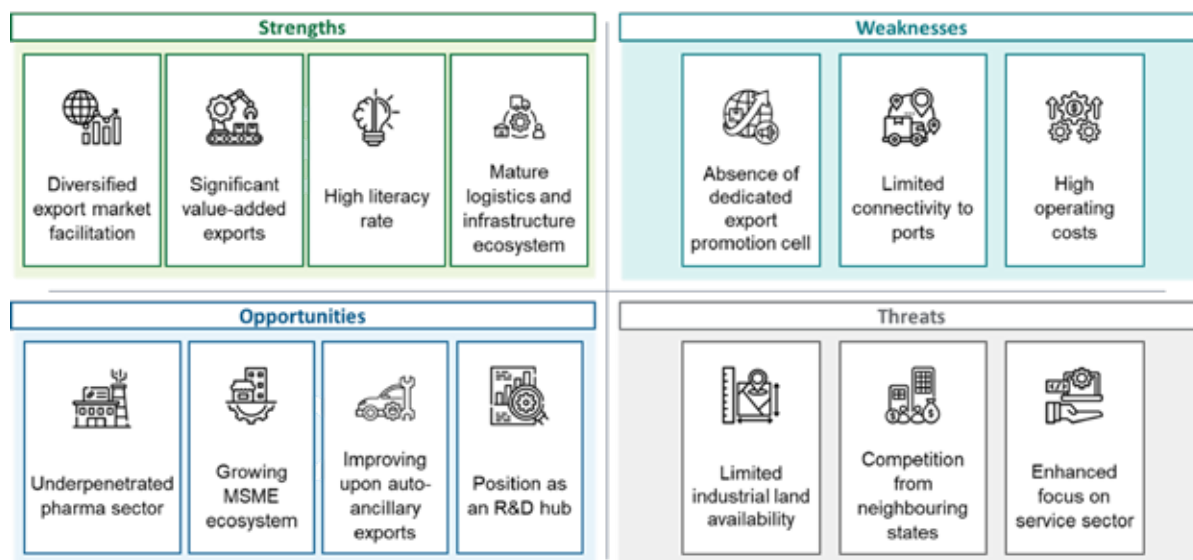 Strengths
Diversified
export market
facilitation
Significant
value-added
exports
High literacy
rate
Mature
logistics and
infrastructure
ecosystem
Weaknesses
Absence of
dedicated
export
promotion cell
Limited
connectivity to
ports
High
operating
costs
Opportunities
Underpenetrated
pharma sector
Growing
MSME
ecosystem
Improving
upon auto-
ancillary
exports
Position as
an R&D hub
Threats
Limited
industrial land
availability
Competition
from
neighbouring
states
Enhanced
focus on
service sector